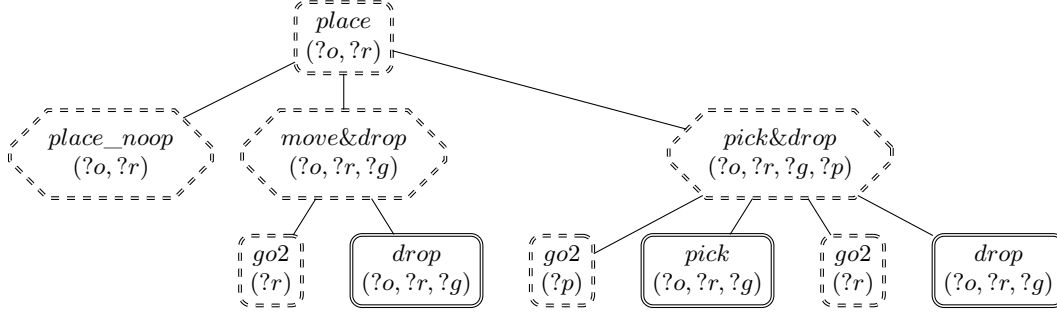 place
(?o, ?r)
place_noop
(?o, ?r)
move&drop
(?o, ?r, ?g)
pick&drop
(?o, ?r, ?g, ?p)
go2
(?r)
drop
(?o, ?r, ?g)
go2
(?p)
pick
(?o, ?r, ?g)
go2
(?r)
drop
(?o, ?r, ?g)